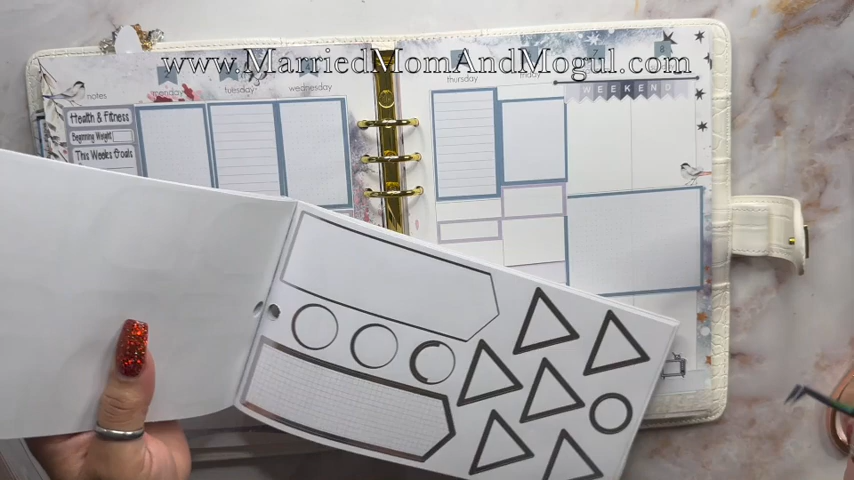 www.MarriedMomAndMogul.com
notes
monday
tuesday
wednesday
thursday
friday
WEEKEND
Health & Fitness
Beginning Weight
This Weeks Goals